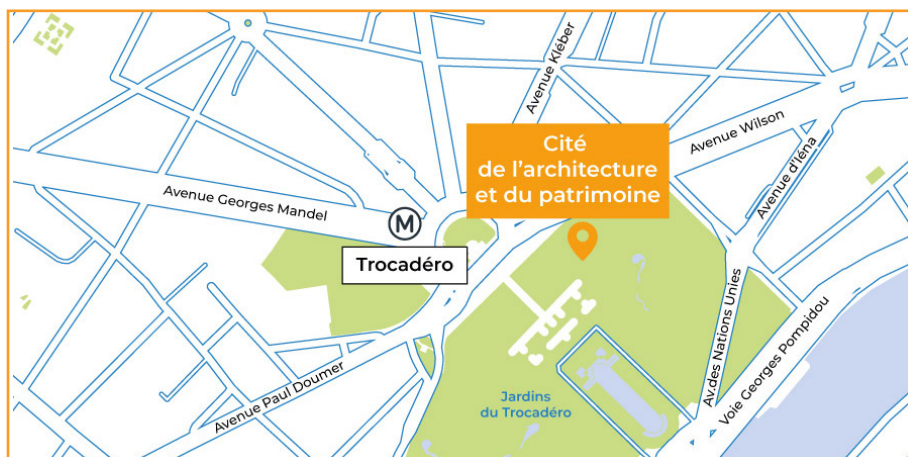 Avenue Kléber
Cité
de l'architecture
et du patrimoine
Avenue Wilson
Avenue d'Iéna
Avenue Georges Mandel
M
Trocadéro
Av.des Nations Unies
Voie Georges Pompidou
Avenue Paul Doumer
Jardins
du Trocadéro